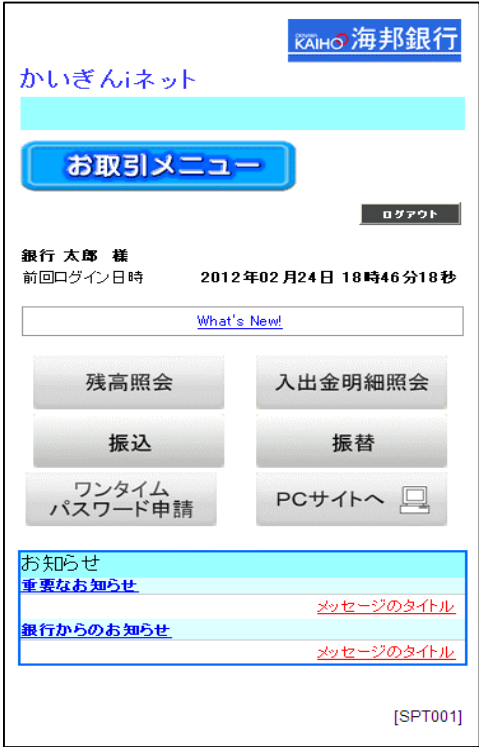 KAIHO 海邦銀行
かいぎんiネット
お取引メニュー
ログアウト
銀行 太郎 様
前回ログイン日時 2012年02月24日 18時46分18秒
What's New!
残高照会 入出金明細照会
振込 振替
ワンタイム
パスワード申請 PCサイトへ
お知らせ
重要なお知らせ
メッセージのタイトル
銀行からのお知らせ
メッセージのタイトル
[SPT001]